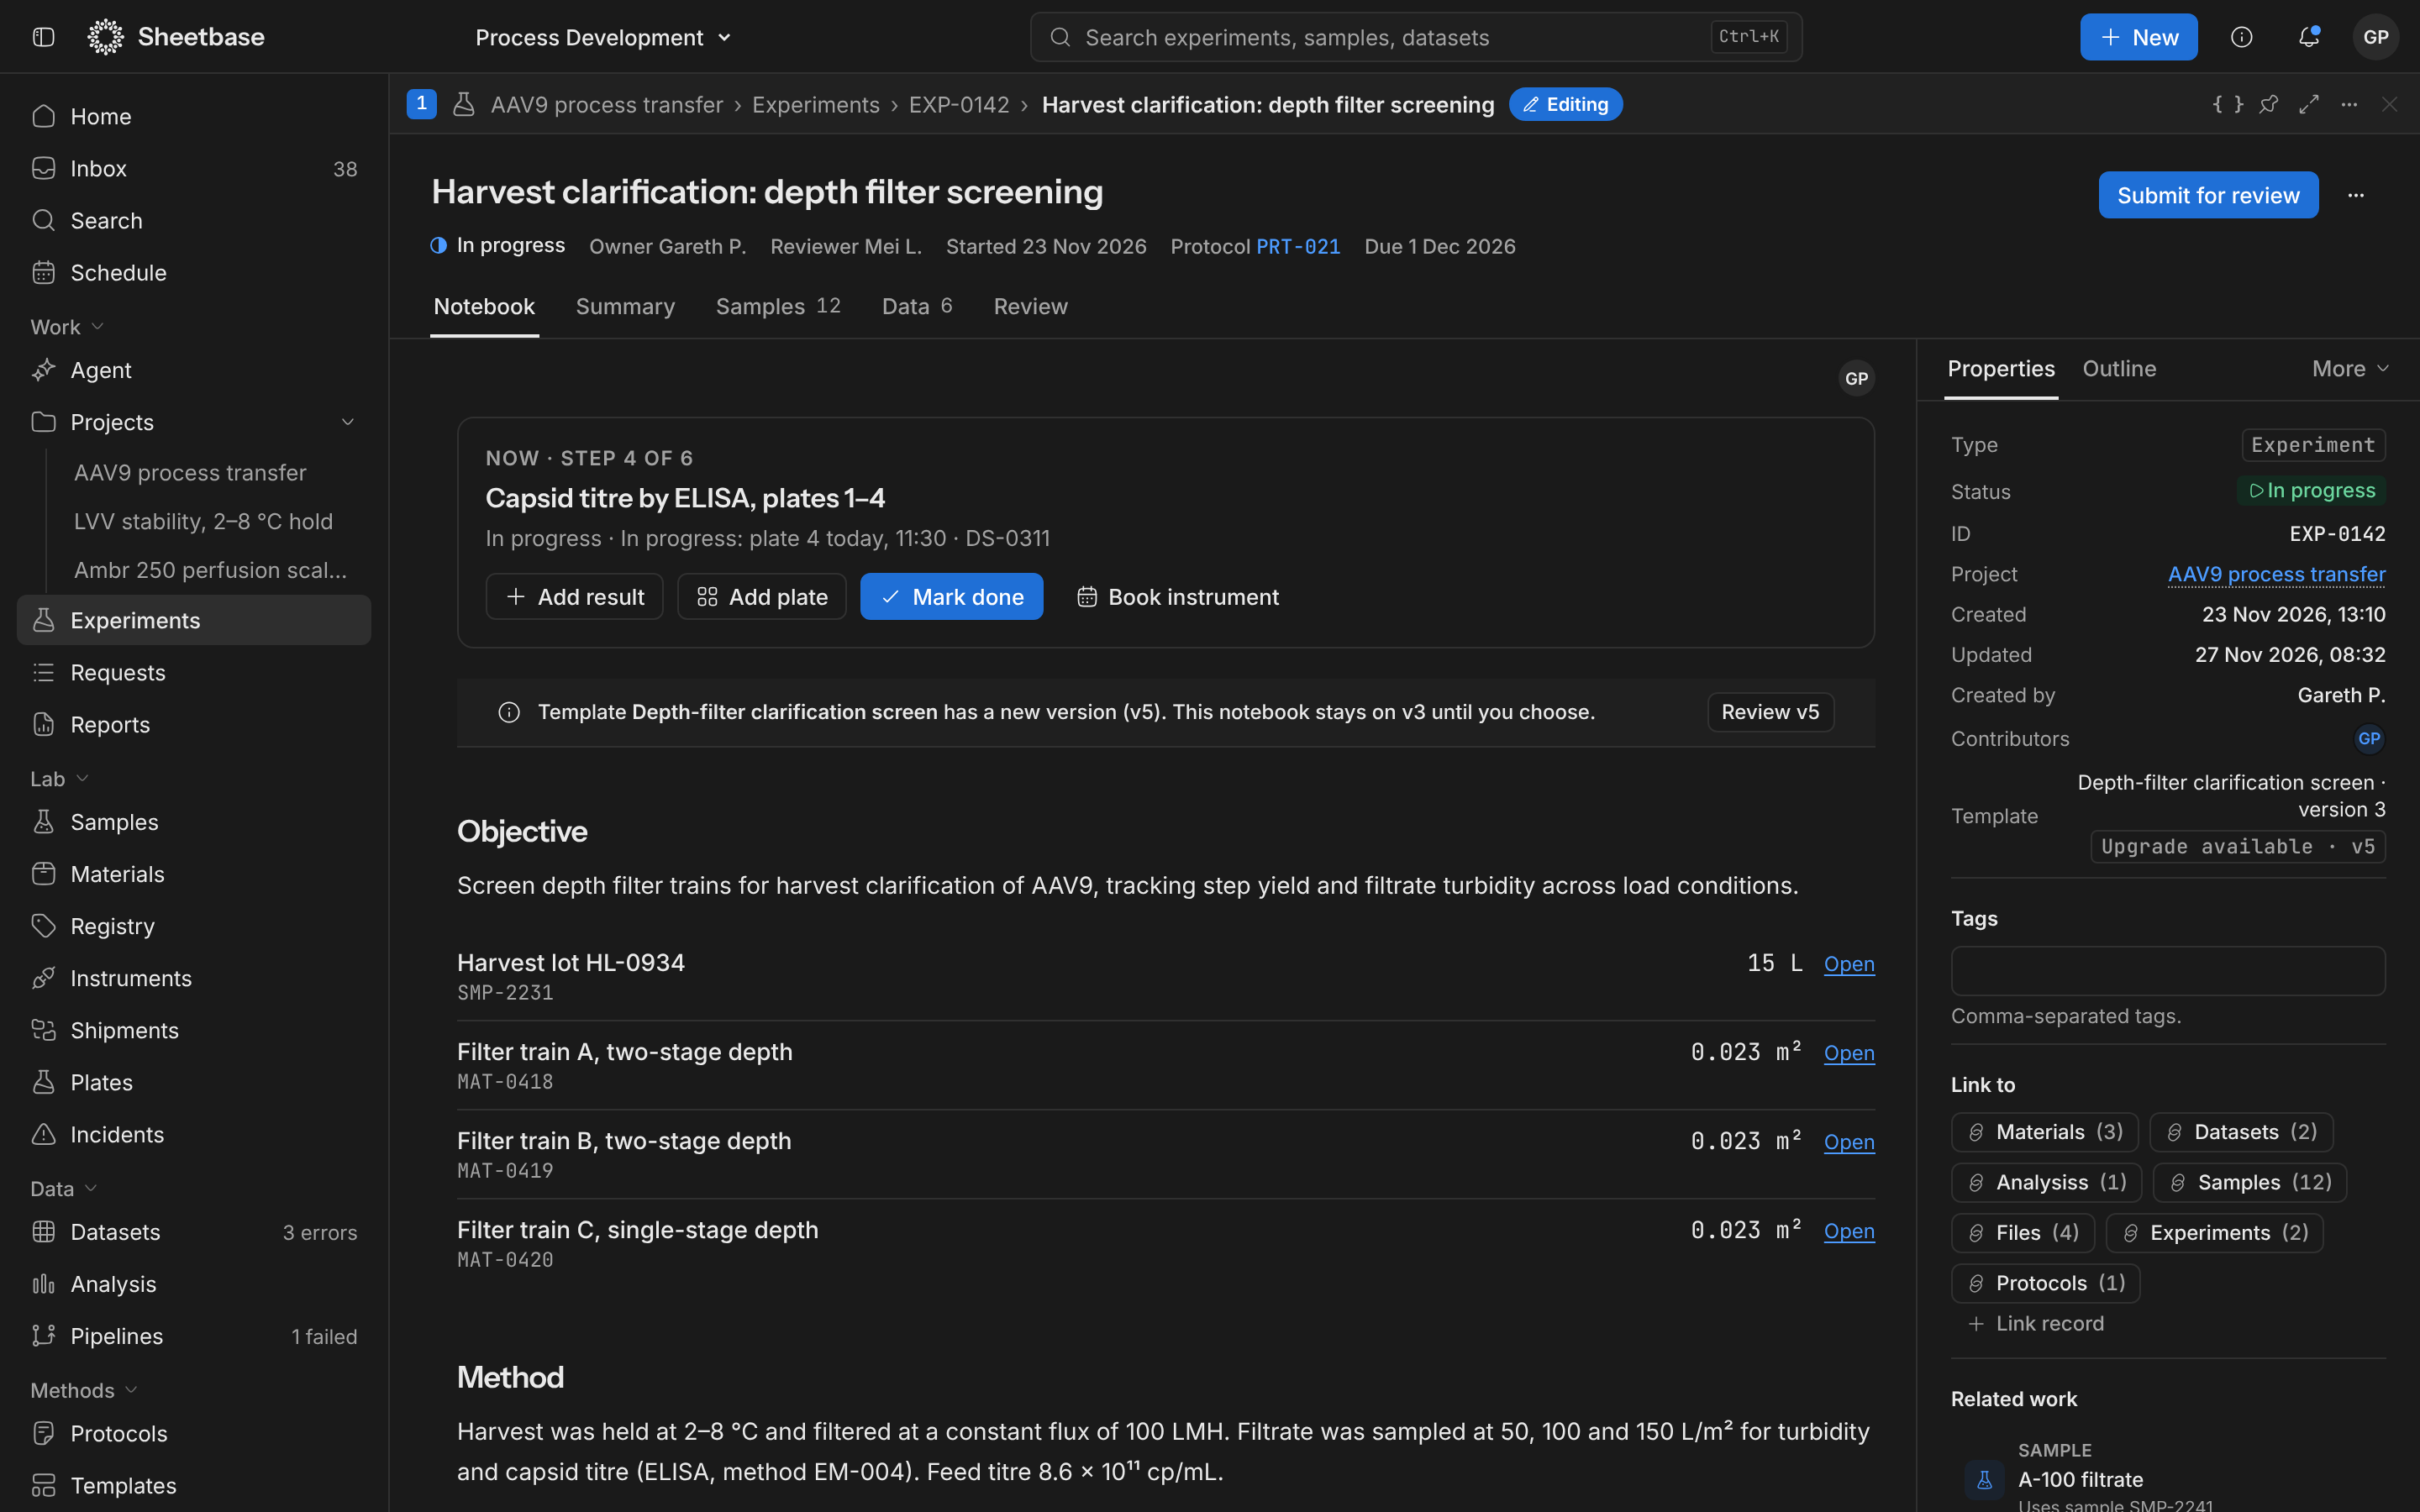 Sheetbase
Process Development
Search experiments, samples, datasets
Ctrl+K
New
GP
Home
Inbox 38
Search
Schedule
Work
Agent
Projects
AAV9 process transfer
LVV stability, 2–8 °C hold
Ambr 250 perfusion scal...
Experiments
Requests
Reports
Lab
Samples
Materials
Registry
Instruments
Shipments
Plates
Incidents
Data
Datasets 3 errors
Analysis
Pipelines 1 failed
Methods
Protocols
Templates
1 AAV9 process transfer › Experiments › EXP-0142 › Harvest clarification: depth filter screening Editing
Harvest clarification: depth filter screening
Submit for review
In progress Owner Gareth P. Reviewer Mei L. Started 23 Nov 2026 Protocol PRT-021 Due 1 Dec 2026
Notebook Summary Samples 12 Data 6 Review
GP
NOW · STEP 4 OF 6
Capsid titre by ELISA, plates 1–4
In progress · In progress: plate 4 today, 11:30 · DS-0311
Add result Add plate Mark done Book instrument
Template Depth-filter clarification screen has a new version (v5). This notebook stays on v3 until you choose. Review v5
Objective
Screen depth filter trains for harvest clarification of AAV9, tracking step yield and filtrate turbidity across load conditions.
Harvest lot HL-0934 15 L Open
SMP-2231
Filter train A, two-stage depth 0.023 m² Open
MAT-0418
Filter train B, two-stage depth 0.023 m² Open
MAT-0419
Filter train C, single-stage depth 0.023 m² Open
MAT-0420
Method
Harvest was held at 2–8 °C and filtered at a constant flux of 100 LMH. Filtrate was sampled at 50, 100 and 150 L/m² for turbidity
and capsid titre (ELISA, method EM-004). Feed titre 8.6 × 10¹¹ cp/mL.
Properties Outline More
Type Experiment
Status In progress
ID EXP-0142
Project AAV9 process transfer
Created 23 Nov 2026, 13:10
Updated 27 Nov 2026, 08:32
Created by Gareth P.
Contributors GP
Template Depth-filter clarification screen ·
version 3
Upgrade available · v5
Tags
Comma-separated tags.
Link to
Materials (3) Datasets (2)
Analysiss (1) Samples (12)
Files (4) Experiments (2)
Protocols (1)
Link record
Related work
SAMPLE
A-100 filtrate
Uses sample SMP-2241